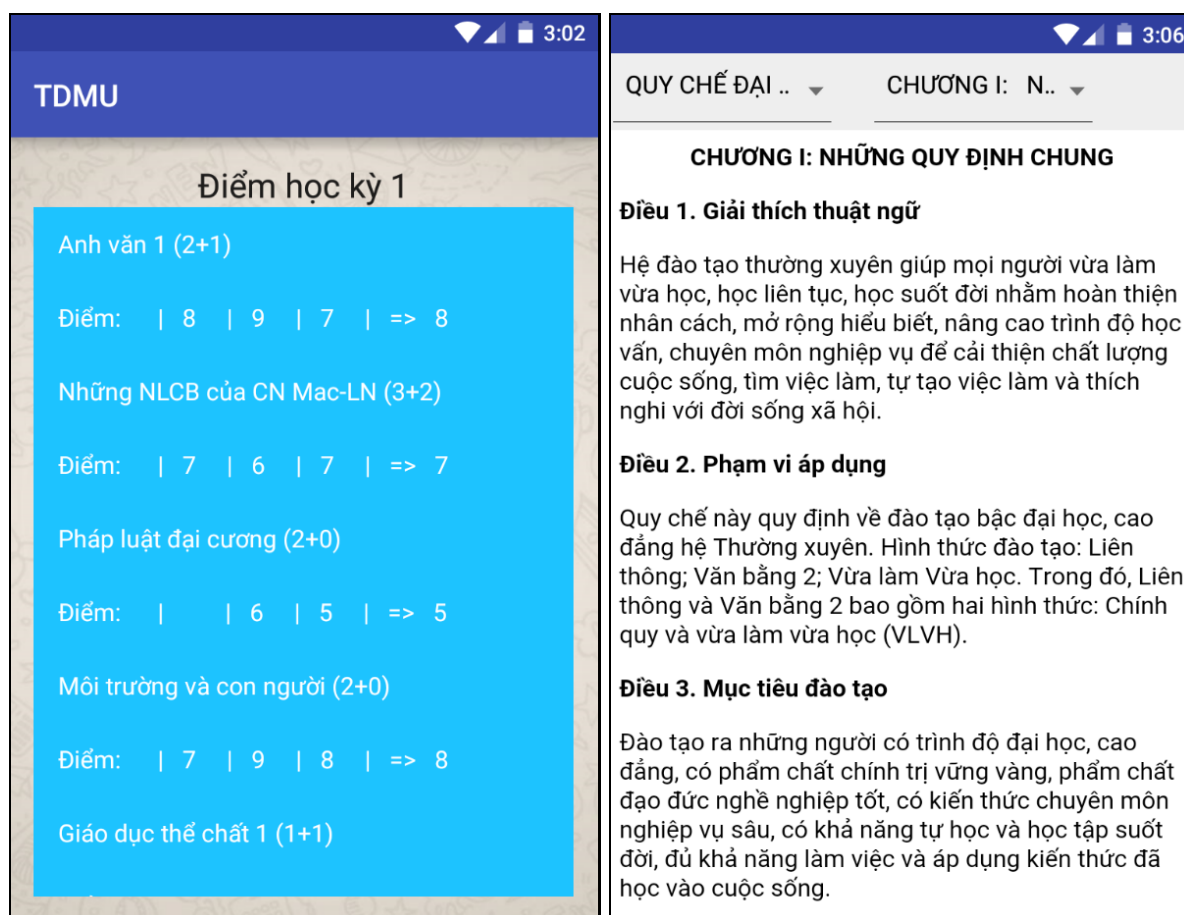 3:02
TDMU
Điểm học kỳ 1
Anh văn 1 (2+1)
Điểm: | 8 | 9 | 7 | => 8
Những NLCB của CN Mac-LN (3+2)
Điểm: | 7 | 6 | 7 | => 7
Pháp luật đại cương (2+0)
Điểm: | | 6 | 5 | => 5
Môi trường và con người (2+0)
Điểm: | 7 | 9 | 8 | => 8
Giáo dục thể chất 1 (1+1)
3:06
QUY CHẾ ĐẠI ..
CHƯƠNG I: N..
CHƯƠNG I: NHỮNG QUY ĐỊNH CHUNG
Điều 1. Giải thích thuật ngữ
Hệ đào tạo thường xuyên giúp mọi người vừa làm
vừa học, học liên tục, học suốt đời nhằm hoàn thiện
nhân cách, mở rộng hiểu biết, nâng cao trình độ học
vấn, chuyên môn nghiệp vụ để cải thiện chất lượng
cuộc sống, tìm việc làm, tự tạo việc làm và thích
nghi với đời sống xã hội.
Điều 2. Phạm vi áp dụng
Quy chế này quy định về đào tạo bậc đại học, cao
đẳng hệ Thường xuyên. Hình thức đào tạo: Liên
thông; Văn bằng 2; Vừa làm Vừa học. Trong đó, Liên
thông và Văn bằng 2 bao gồm hai hình thức: Chính
quy và vừa làm vừa học (VLVH).
Điều 3. Mục tiêu đào tạo
Đào tạo ra những người có trình độ đại học, cao
đẳng, có phẩm chất chính trị vững vàng, phẩm chất
đạo đức nghề nghiệp tốt, có kiến thức chuyên môn
nghiệp vụ sâu, có khả năng tự học và học tập suốt
đời, đủ khả năng làm việc và áp dụng kiến thức đã
học vào cuộc sống.